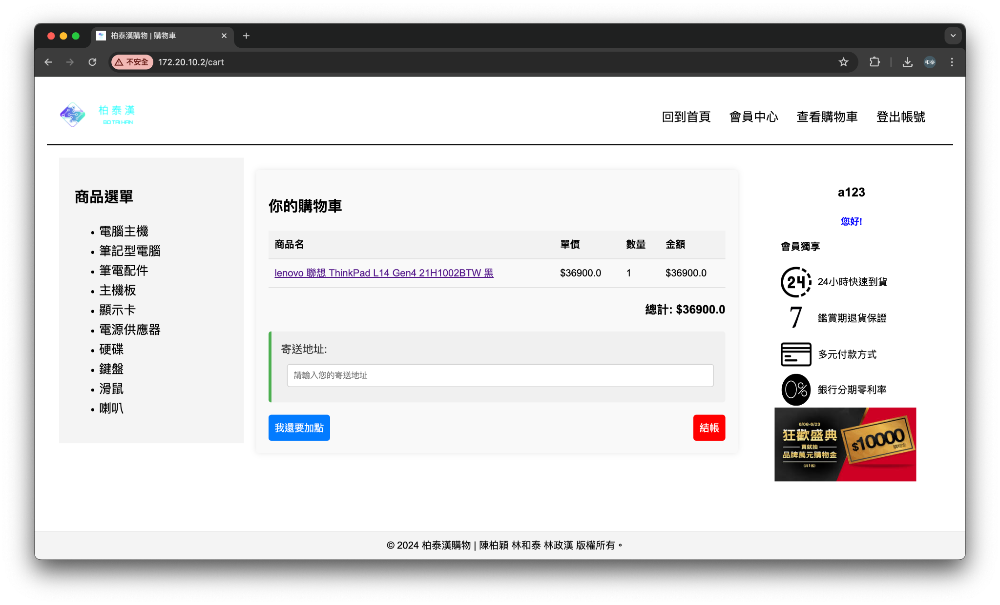 柏泰漢購物 | 購物車
不安全 172.20.10.2/cart
和泰
柏泰漢
BOTAIHAN
回到首頁 會員中心 查看購物車 登出帳號
商品選單
電腦主機
筆記型電腦
筆電配件
主機板
顯示卡
電源供應器
硬碟
鍵盤
滑鼠
喇叭
你的購物車
商品名 單價 數量 金額
lenovo 聯想 ThinkPad L14 Gen4 21H1002BTW 黑 $36900.0 1 $36900.0
總計: $36900.0
寄送地址:
請輸入您的寄送地址
我還要加點 結帳
a123
您好!
會員獨享
24 24小時快速到貨
7 鑑賞期退貨保證
多元付款方式
0% 銀行分期零利率
6/08-6/23
狂歡盛典
買就抽
品牌萬元購物金
(共1名)
$10000
購物金
© 2024 柏泰漢購物 | 陳柏穎 林和泰 林政漢 版權所有。